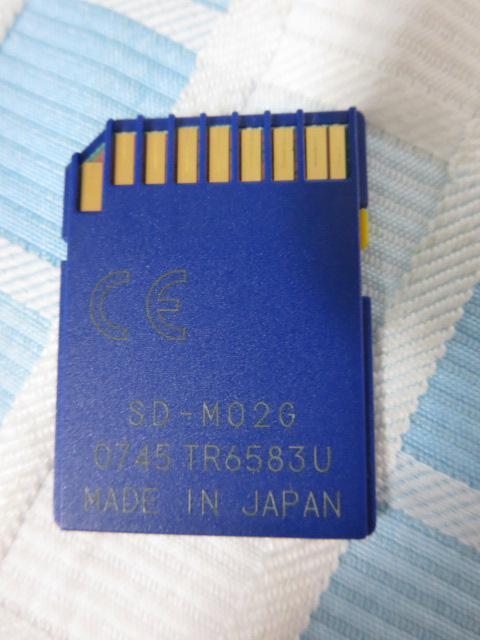 CE
SD-M02G
0745 TR6583U
MADE IN JAPAN